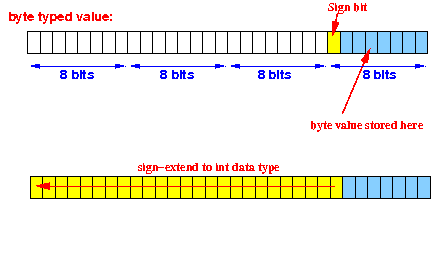 Sign bit
byte typed value:
8 bits 8 bits 8 bits 8 bits
byte value stored here
sign-extend to int data type